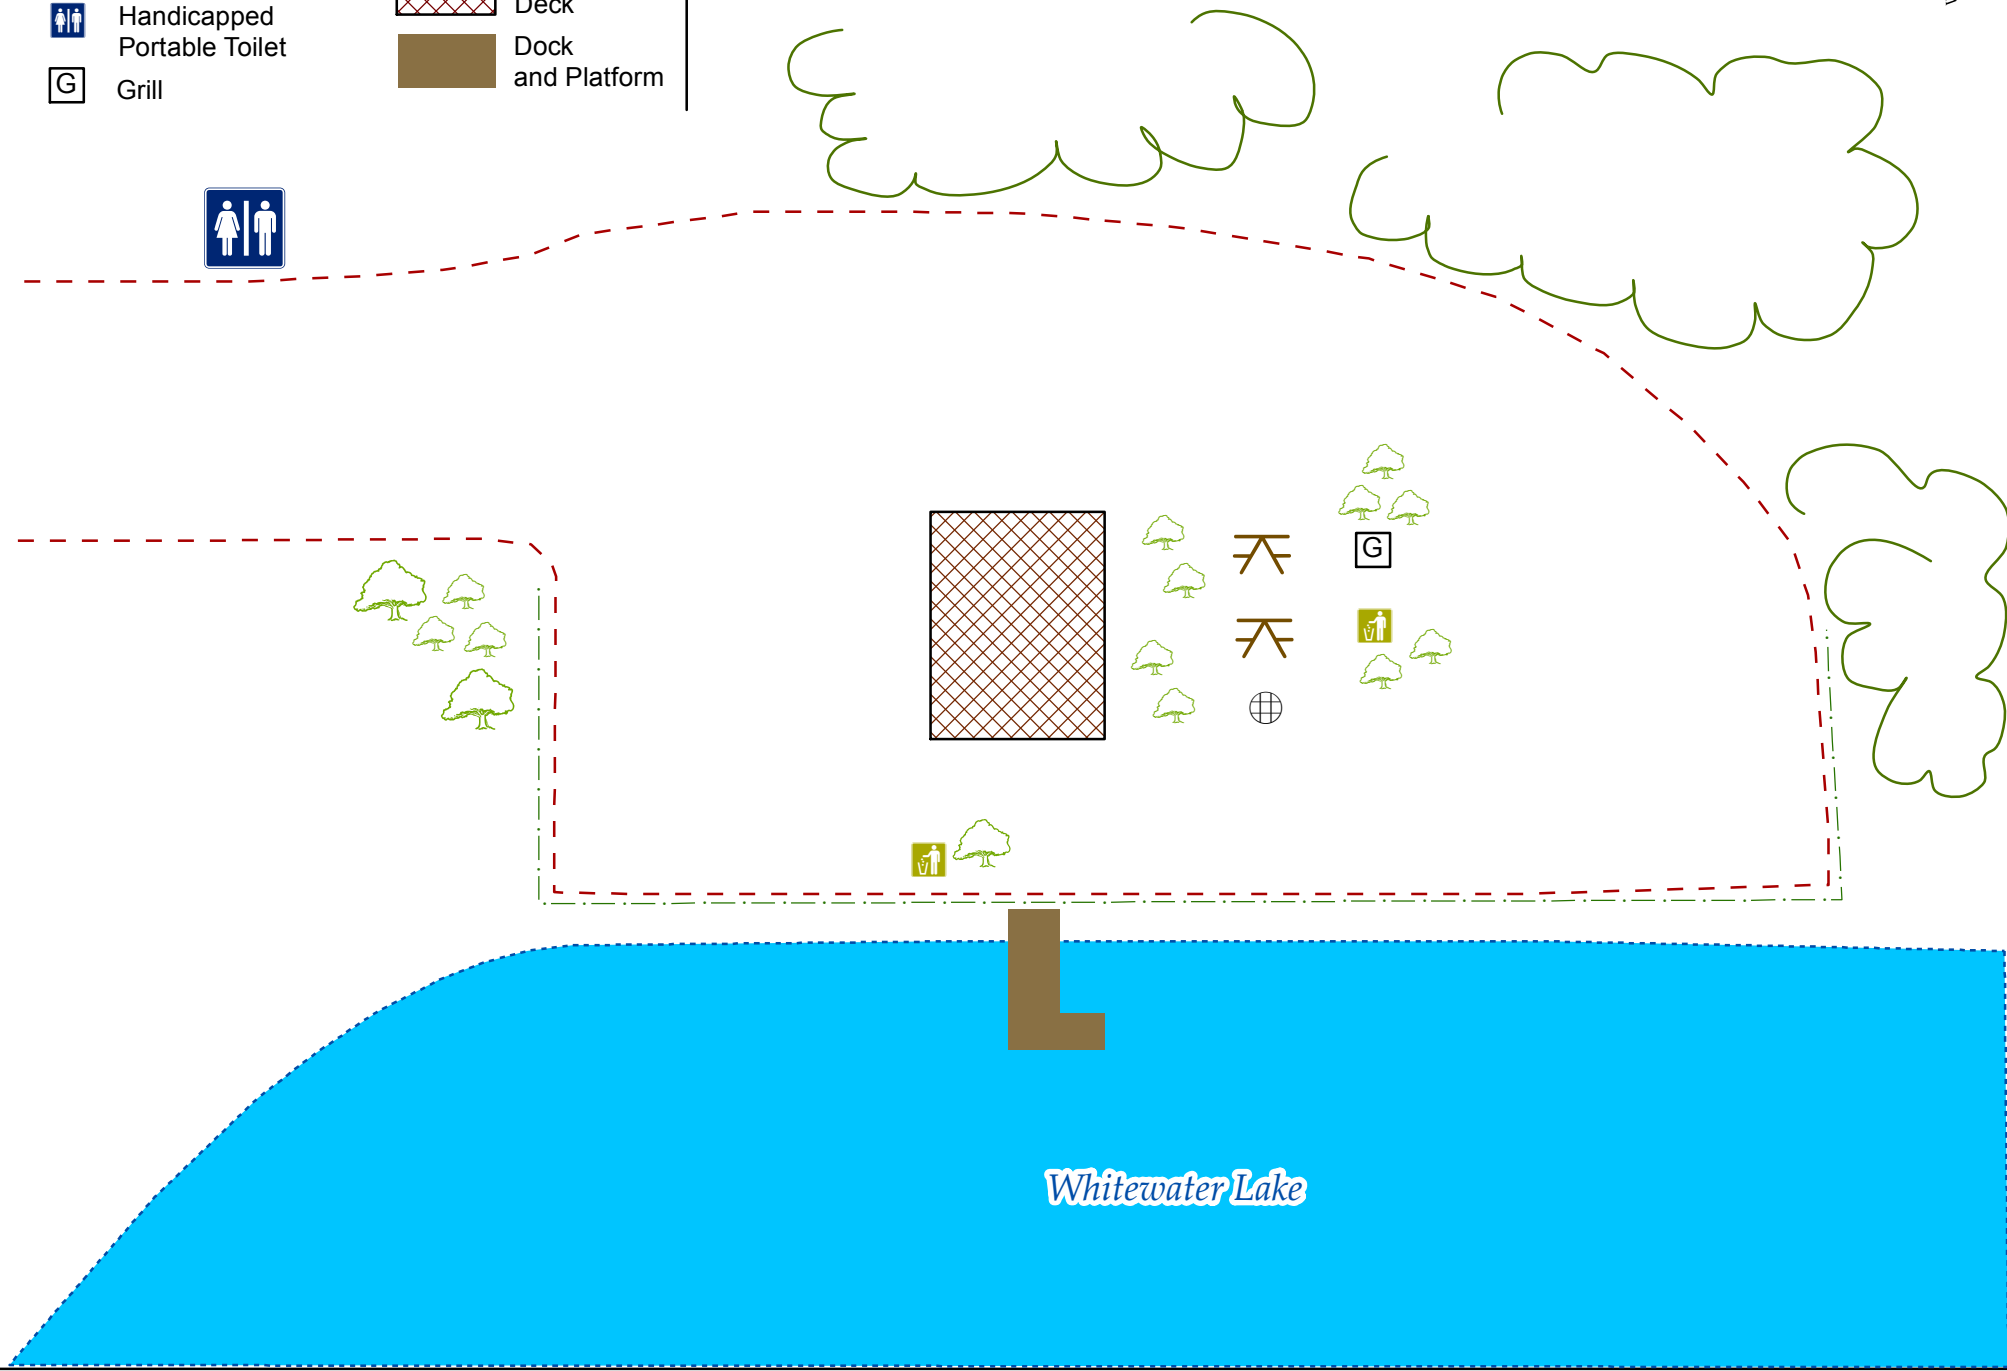 Handicapped
Portable Toilet
G
Grill
Deck
Dock
and Platform
G
Whitewater Lake